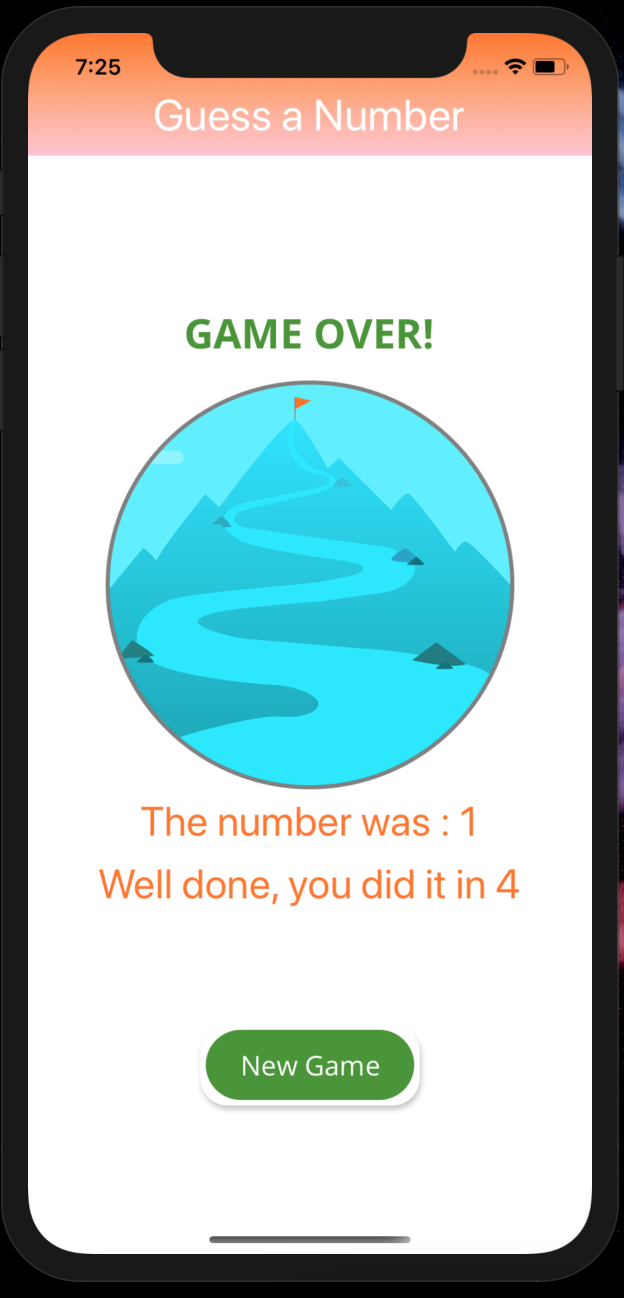 7:25
Guess a Number
GAME OVER!
The number was : 1
Well done, you did it in 4
New Game